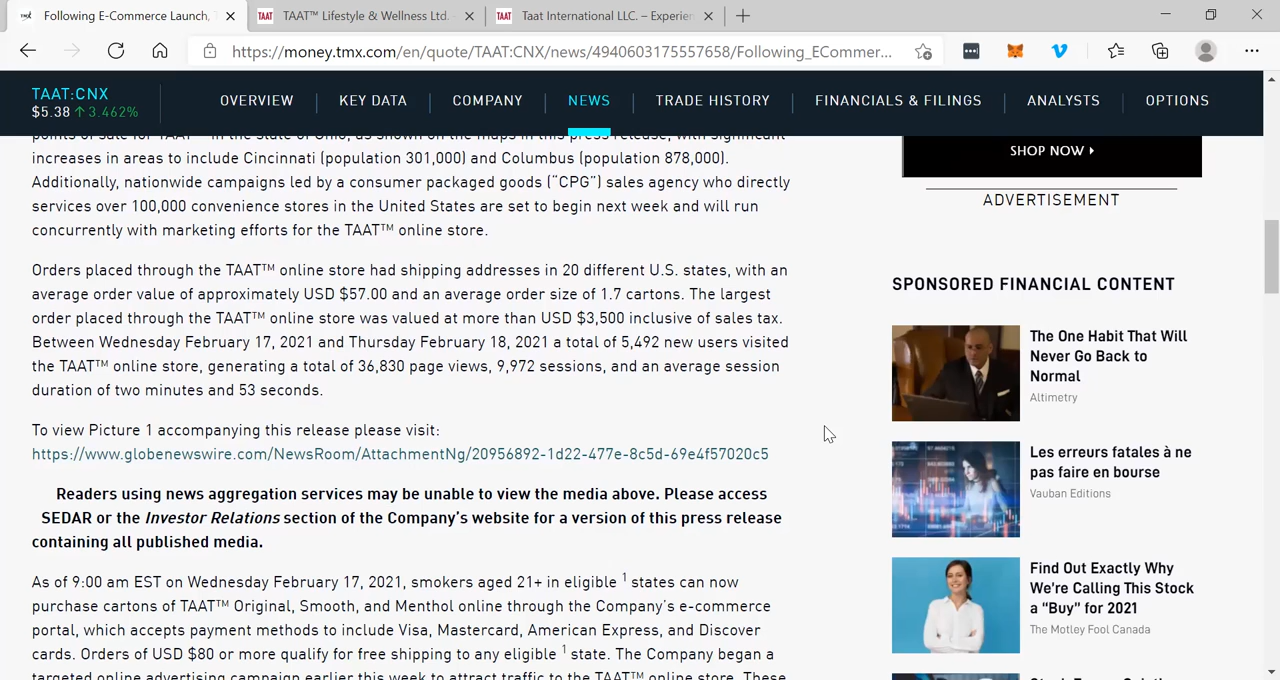 Following E-Commerce Launch,
TAAT™ Lifestyle & Wellness Ltd.
Taat International LLC. – Experie
https://money.tmx.com/en/quote/TAAT:CNX/news/4940603175557658/Following_ECommer...
TAAT:CNX
$5.38 ↑ 3.462%
OVERVIEW
KEY DATA
COMPANY
NEWS
TRADE HISTORY
FINANCIALS & FILINGS
ANALYSTS
OPTIONS
points of sale for TAAT™ in the state of Ohio, as shown on the maps in this press release, with significant
increases in areas to include Cincinnati (population 301,000) and Columbus (population 878,000).
Additionally, nationwide campaigns led by a consumer packaged goods (“CPG”) sales agency who directly
services over 100,000 convenience stores in the United States are set to begin next week and will run
concurrently with marketing efforts for the TAAT™ online store.
Orders placed through the TAAT™ online store had shipping addresses in 20 different U.S. states, with an
average order value of approximately USD $57.00 and an average order size of 1.7 cartons. The largest
order placed through the TAAT™ online store was valued at more than USD $3,500 inclusive of sales tax.
Between Wednesday February 17, 2021 and Thursday February 18, 2021 a total of 5,492 new users visited
the TAAT™ online store, generating a total of 36,830 page views, 9,972 sessions, and an average session
duration of two minutes and 53 seconds.
To view Picture 1 accompanying this release please visit:
https://www.globenewswire.com/NewsRoom/AttachmentNg/20956892-1d22-477e-8c5d-69e4f57020c5
Readers using news aggregation services may be unable to view the media above. Please access
SEDAR or the Investor Relations section of the Company’s website for a version of this press release
containing all published media.
As of 9:00 am EST on Wednesday February 17, 2021, smokers aged 21+ in eligible ¹ states can now
purchase cartons of TAAT™ Original, Smooth, and Menthol online through the Company’s e-commerce
portal, which accepts payment methods to include Visa, Mastercard, American Express, and Discover
cards. Orders of USD $80 or more qualify for free shipping to any eligible ¹ state. The Company began a
targeted online advertising campaign earlier this week to attract traffic to the TAAT™ online store. These
SHOP NOW
ADVERTISEMENT
SPONSORED FINANCIAL CONTENT
The One Habit That Will
Never Go Back to
Normal
Altimetry
Les erreurs fatales à ne
pas faire en bourse
Vauban Editions
Find Out Exactly Why
We’re Calling This Stock
a “Buy” for 2021
The Motley Fool Canada